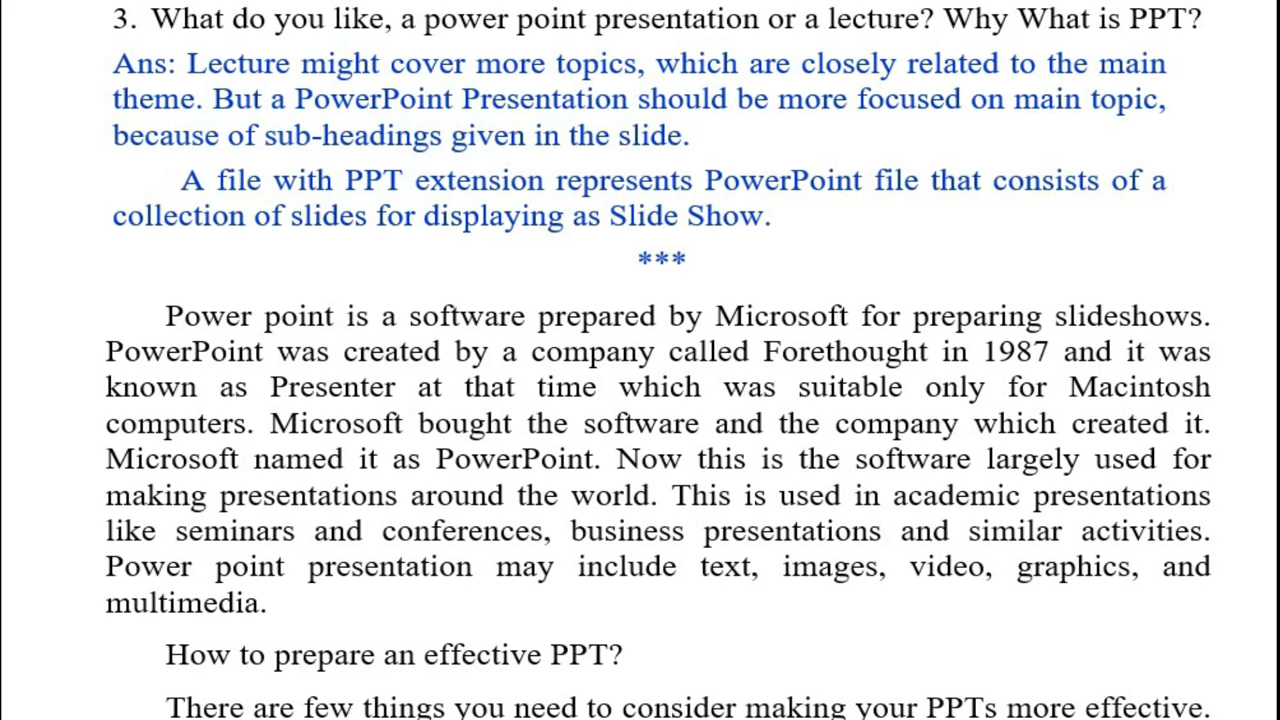 3. What do you like, a power point presentation or a lecture? Why What is PPT?
Ans: Lecture might cover more topics, which are closely related to the main
theme. But a PowerPoint Presentation should be more focused on main topic,
because of sub-headings given in the slide.
A file with PPT extension represents PowerPoint file that consists of a
collection of slides for displaying as Slide Show.
***
Power point is a software prepared by Microsoft for preparing slideshows.
PowerPoint was created by a company called Forethought in 1987 and it was
known as Presenter at that time which was suitable only for Macintosh
computers. Microsoft bought the software and the company which created it.
Microsoft named it as PowerPoint. Now this is the software largely used for
making presentations around the world. This is used in academic presentations
like seminars and conferences, business presentations and similar activities.
Power point presentation may include text, images, video, graphics, and
multimedia.
How to prepare an effective PPT?
There are few things you need to consider making your PPTs more effective.